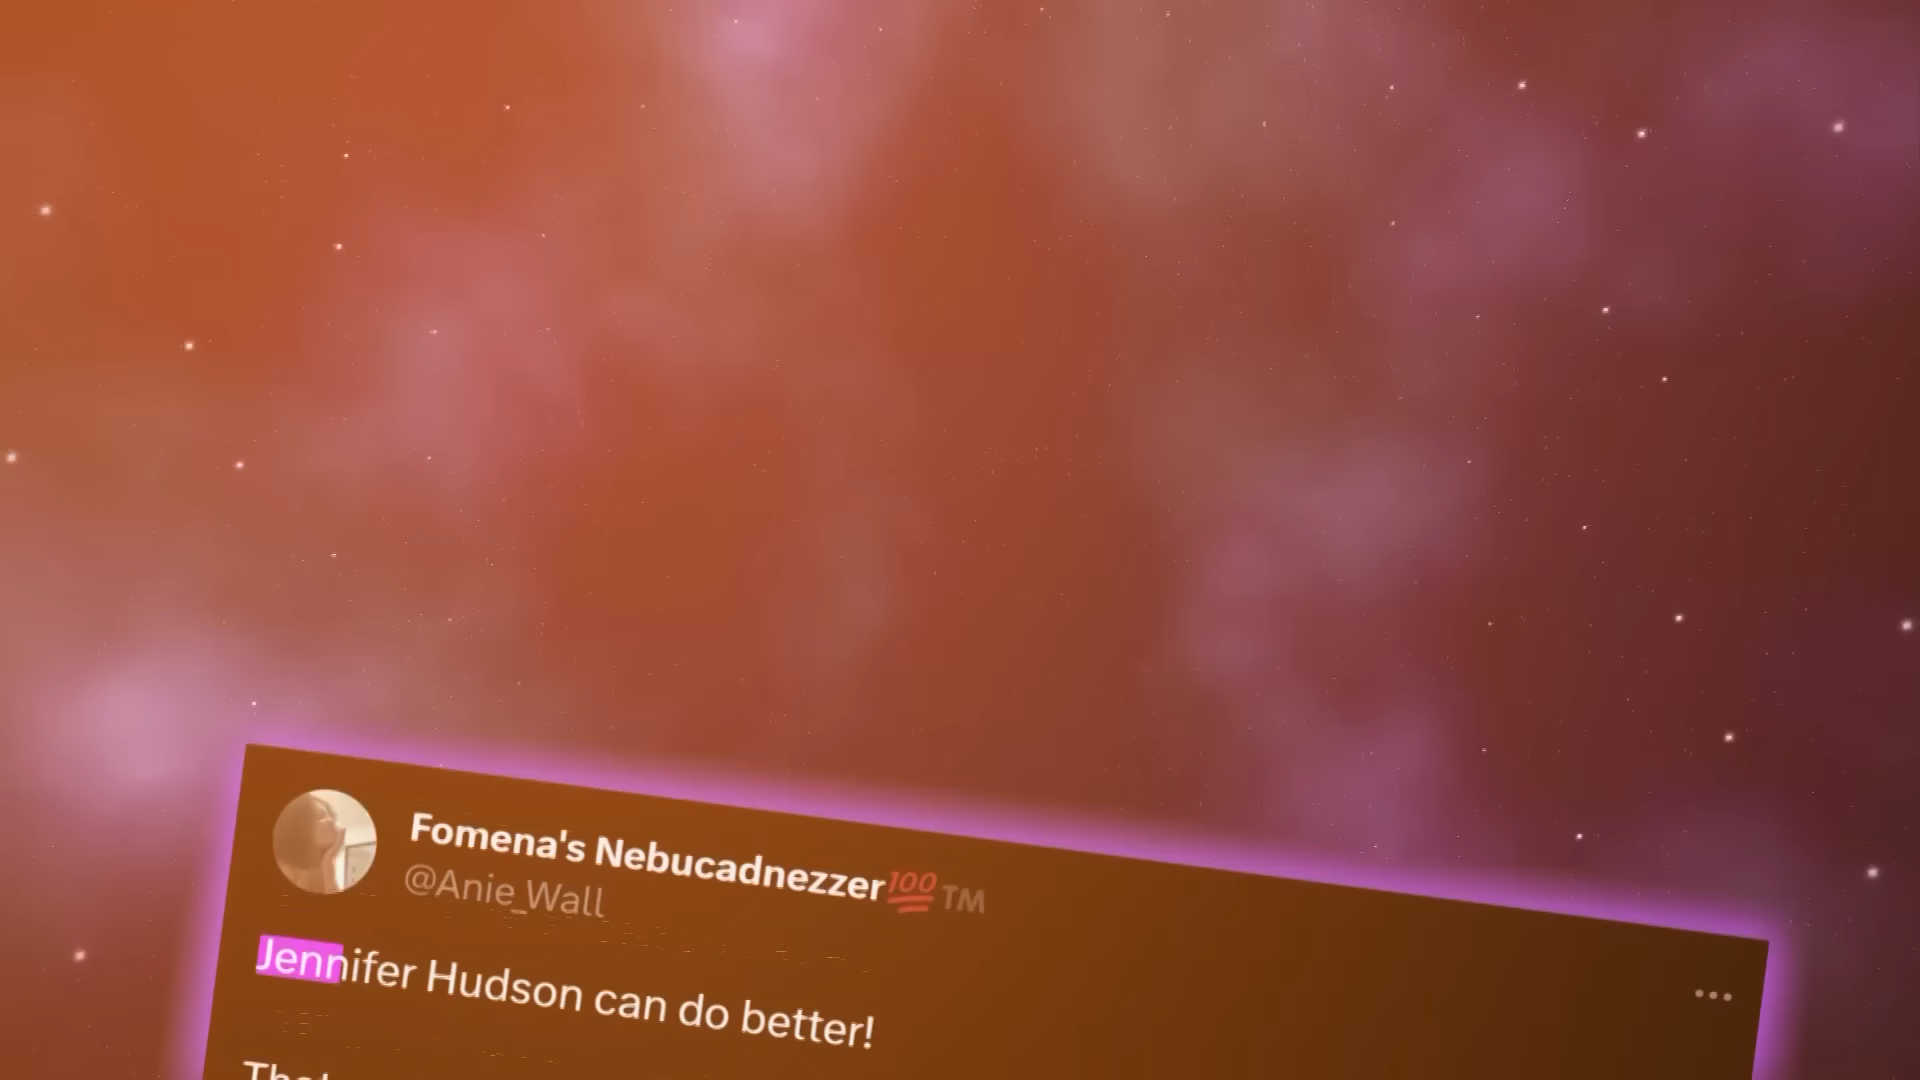 Fomena's Nebucadnezzer💯TM
@Anie_Wall
Jennifer Hudson can do better!